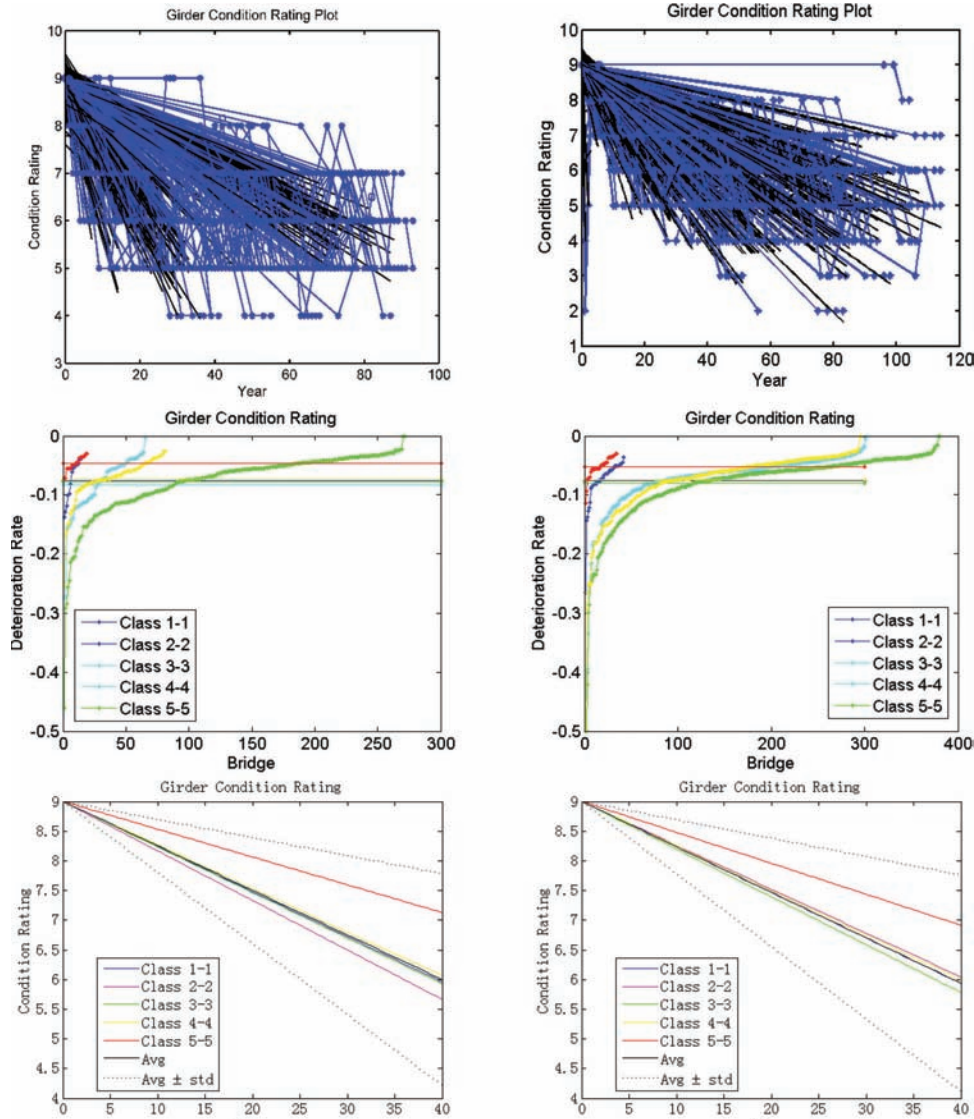 Girder Condition Rating Plot
10
9
8
7
6
5
4
3
Condition Rating
0 20 40 60 80 100
Year
Girder Condition Rating Plot
10
9
8
7
6
5
4
3
2
1
Condition Rating
0 20 40 60 80 100 120
Year
Girder Condition Rating
0
-0.1
-0.2
-0.3
-0.4
-0.5
Deterioration Rate
Class 1-1
Class 2-2
Class 3-3
Class 4-4
Class 5-5
0 50 100 150 200 250 300
Bridge
Girder Condition Rating
0
-0.1
-0.2
-0.3
-0.4
-0.5
Deterioration Rate
Class 1-1
Class 2-2
Class 3-3
Class 4-4
Class 5-5
0 100 200 300 400
Bridge
Girder Condition Rating
9
8.5
8
7.5
7
6.5
6
5.5
5
4.5
4
Condition Rating
Class 1-1
Class 2-2
Class 3-3
Class 4-4
Class 5-5
Avg
Avg ± std
0 5 10 15 20 25 30 35 40
Girder Condition Rating
9
8.5
8
7.5
7
6.5
6
5.5
5
4.5
4
Condition Rating
Class 1-1
Class 2-2
Class 3-3
Class 4-4
Class 5-5
Avg
Avg ± std
0 5 10 15 20 25 30 35 40